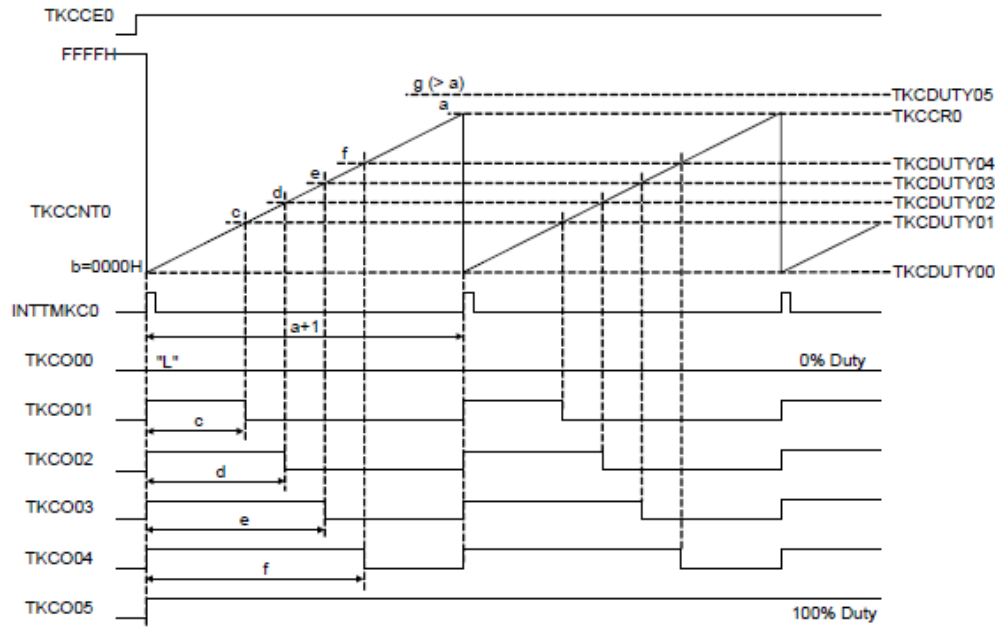 TKCCE0
FFFFH
g (> a)
TKCDUTY05
a
TKCCR0
f
TKCDUTY04
e
TKCDUTY03
d
TKCDUTY02
TKCCNT0
c
TKCDUTY01
b=0000H
TKCDUTY00
INTTMKC0
a+1
TKCO00
"L"
0% Duty
TKCO01
c
TKCO02
d
TKCO03
e
TKCO04
f
TKCO05
100% Duty